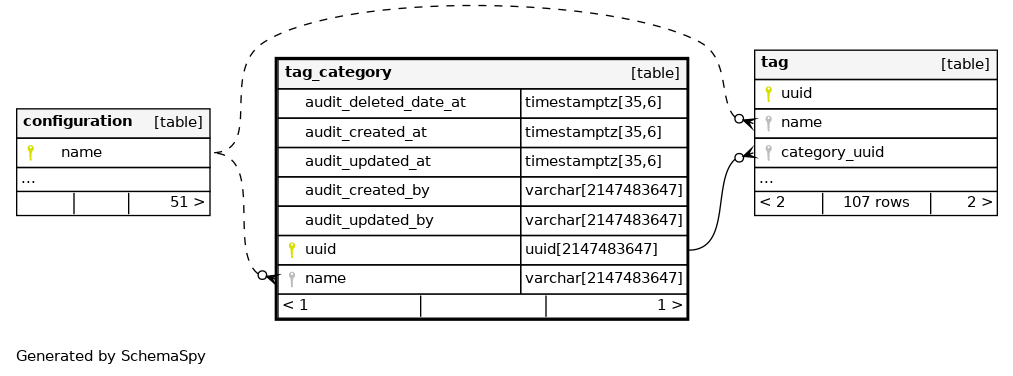 configuration [table]
name
...
51 >
tag_category [table]
audit_deleted_date_at timestamptz[35,6]
audit_created_at timestamptz[35,6]
audit_updated_at timestamptz[35,6]
audit_created_by varchar[2147483647]
audit_updated_by varchar[2147483647]
uuid uuid[2147483647]
name varchar[2147483647]
< 1 1 >
tag [table]
uuid
name
category_uuid
...
< 2 107 rows 2 >
Generated by SchemaSpy